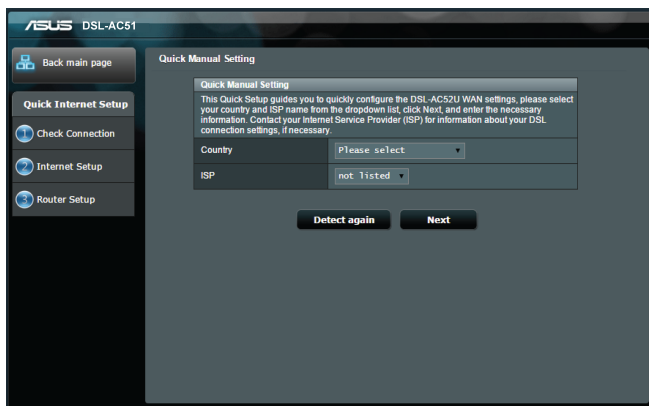 ASUS DSL-AC51
Back main page
Quick Internet Setup
1 Check Connection
2 Internet Setup
3 Router Setup
Quick Manual Setting
Quick Manual Setting
This Quick Setup guides you to quickly configure the DSL-AC52U WAN settings, please select
your country and ISP name from the dropdown list, click Next, and enter the necessary
information. Contact your Internet Service Provider (ISP) for information about your DSL
connection settings, if necessary.
Country Please select
ISP not listed
Detect again Next